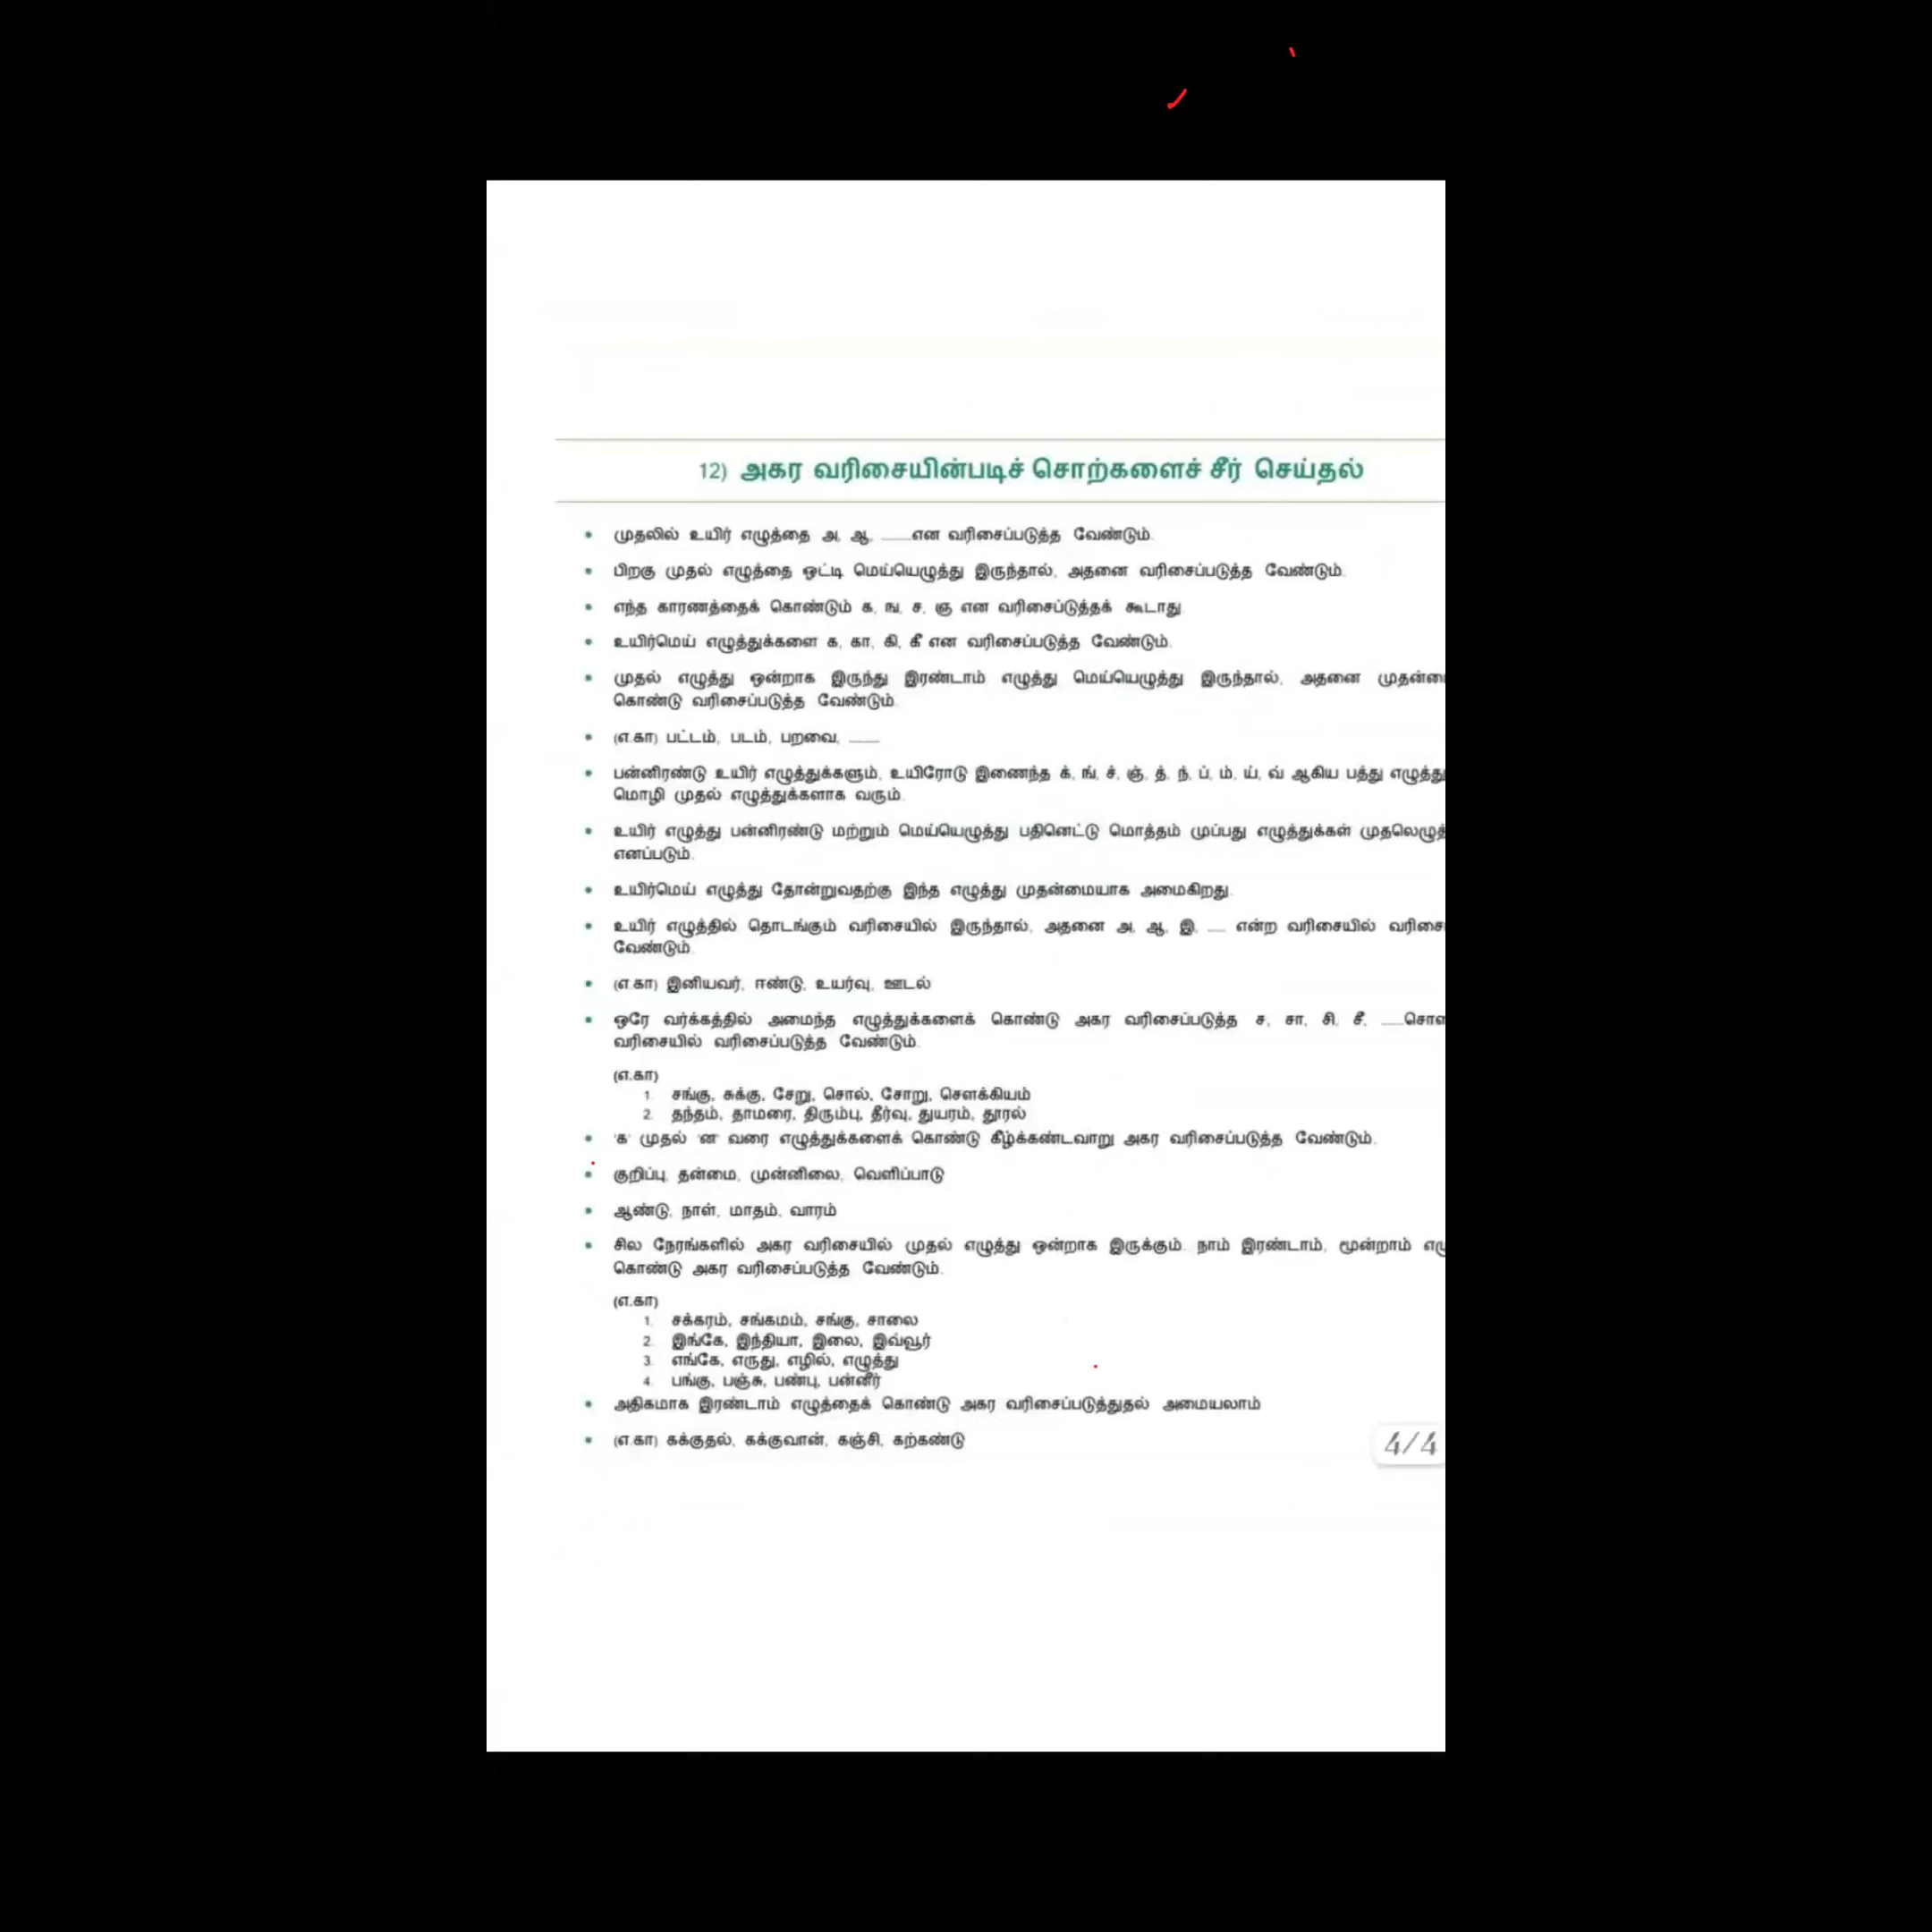 12) அகர வரிசையின்படிச் சொற்களைச் சீர் செய்தல்
முதலில் உயிர் எழுத்தை அ, ஆ, ........என வரிசைப்படுத்த வேண்டும்.
பிறகு முதல் எழுத்தை ஒட்டி மெய்யெழுத்து இருந்தால், அதனை வரிசைப்படுத்த வேண்டும்.
எந்த காரணத்தைக் கொண்டும் க, ங, ச, ஞ என வரிசைப்டுத்தக் கூடாது.
உயிர்மெய் எழுத்துக்களை க, கா, கி, கீ என வரிசைப்படுத்த வேண்டும்.
முதல் எழுத்து ஒன்றாக இருந்து இரண்டாம் எழுத்து மெய்யெழுத்து இருந்தால், அதனை
கொண்டு வரிசைப்படுத்த வேண்டும்.
(எ.கா) பட்டம், படம், பறவை, ........
பன்னிரண்டு உயிர் எழுத்துக்களும், உயிரோடு இணைந்த க், ங், ச், ஞ், த், ந், ப், ம், ய், வ் ஆகிய பத்து
மொழி முதல் எழுத்துக்களாக வரும்.
உயிர் எழுத்து பன்னிரண்டு மற்றும் மெய்யெழுத்து பதினெட்டு மொத்தம் முப்பது எழுத்துக்கள்
எனப்படும்.
உயிர்மெய் எழுத்து தோன்றுவதற்கு இந்த எழுத்து முதன்மையாக அமைகிறது.
உயிர் எழுத்தில் தொடங்கும் வரிசையில் இருந்தால், அதனை அ, ஆ, இ, ..... என்ற வரிசையில்
வேண்டும்.
(எ.கா) இனியவர், ஈண்டு, உயர்வு, ஊடல்
ஒரே வர்க்கத்தில் அமைந்த எழுத்துக்களைக் கொண்டு அகர வரிசைப்படுத்த ச, சா, சி, சீ, ......
வரிசையில் வரிசைப்படுத்த வேண்டும்.
(எ.கா)
1. சங்கு, சுக்கு, சேறு, சொல், சோறு, சௌக்கியம்
2. தந்தம், தாமரை, திரும்பு, தீர்வு, துயரம், தூரல்
'க' முதல் 'ன' வரை எழுத்துக்களைக் கொண்டு கீழ்க்கண்டவாறு அகர வரிசைப்படுத்த வேண்டும்.
குறிப்பு, தன்மை, முன்னிலை, வெளிப்பாடு
ஆண்டு, நாள், மாதம், வாரம்
சில நேரங்களில் அகர வரிசையில் முதல் எழுத்து ஒன்றாக இருக்கும். நாம் இரண்டாம், மூன்றாம்
கொண்டு அகர வரிசைப்படுத்த வேண்டும்.
(எ.கா)
1. சக்கரம், சங்கமம், சங்கு, சாலை
2. இங்கே, இந்தியா, இலை, இவ்வூர்
3. எங்கே, எருது, எழில், எழுத்து
4. பங்கு, பஞ்சு, பண்பு, பன்னீர்
அதிகமாக இரண்டாம் எழுத்தைக் கொண்டு அகர வரிசைப்படுத்துதல் அமையலாம்
(எ.கா) கக்குதல், கக்குவான், கஞ்சி, கற்கண்டு
4/4